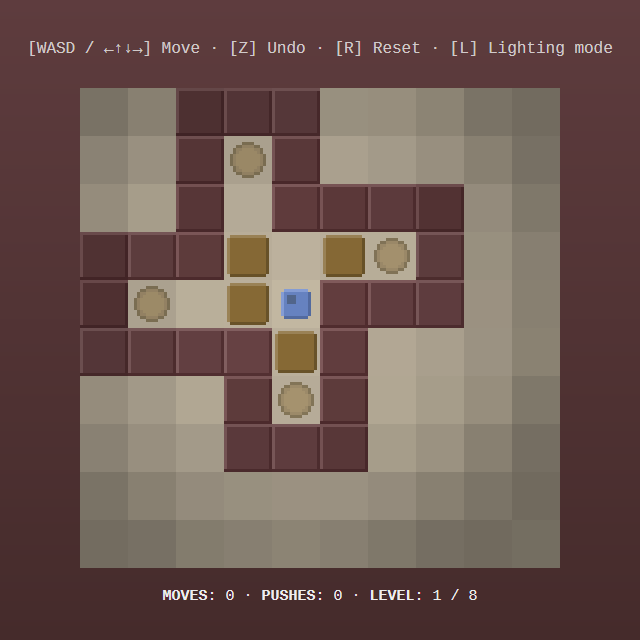 [WASD / ←↑↓→] Move · [Z] Undo · [R] Reset · [L] Lighting mode
MOVES: 0 · PUSHES: 0 · LEVEL: 1 / 8